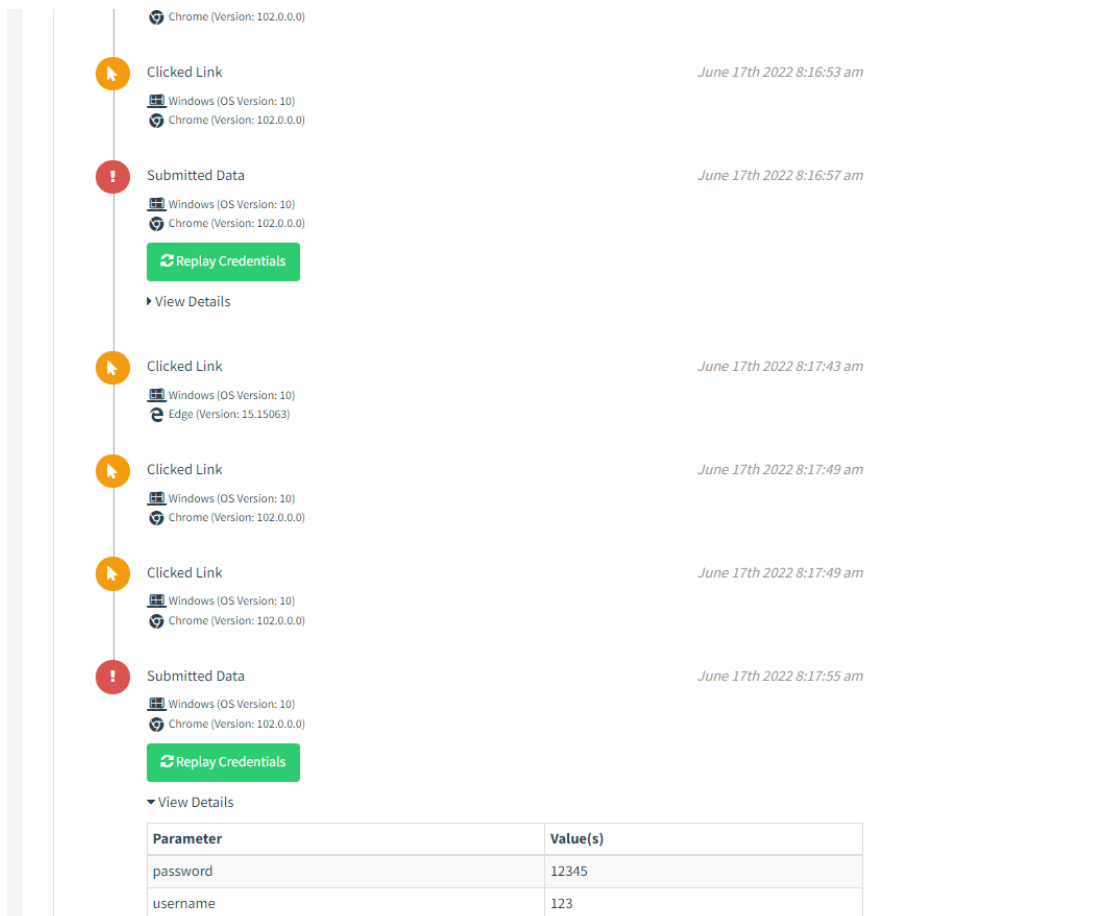 Chrome (Version: 102.0.0.0)
Clicked Link June 17th 2022 8:16:53 am
Windows (OS Version: 10)
Chrome (Version: 102.0.0.0)
Submitted Data June 17th 2022 8:16:57 am
Windows (OS Version: 10)
Chrome (Version: 102.0.0.0)
Replay Credentials
View Details
Clicked Link June 17th 2022 8:17:43 am
Windows (OS Version: 10)
Edge (Version: 15.15063)
Clicked Link June 17th 2022 8:17:49 am
Windows (OS Version: 10)
Chrome (Version: 102.0.0.0)
Clicked Link June 17th 2022 8:17:49 am
Windows (OS Version: 10)
Chrome (Version: 102.0.0.0)
Submitted Data June 17th 2022 8:17:55 am
Windows (OS Version: 10)
Chrome (Version: 102.0.0.0)
Replay Credentials
View Details
Parameter Value(s)
password 12345
username 123